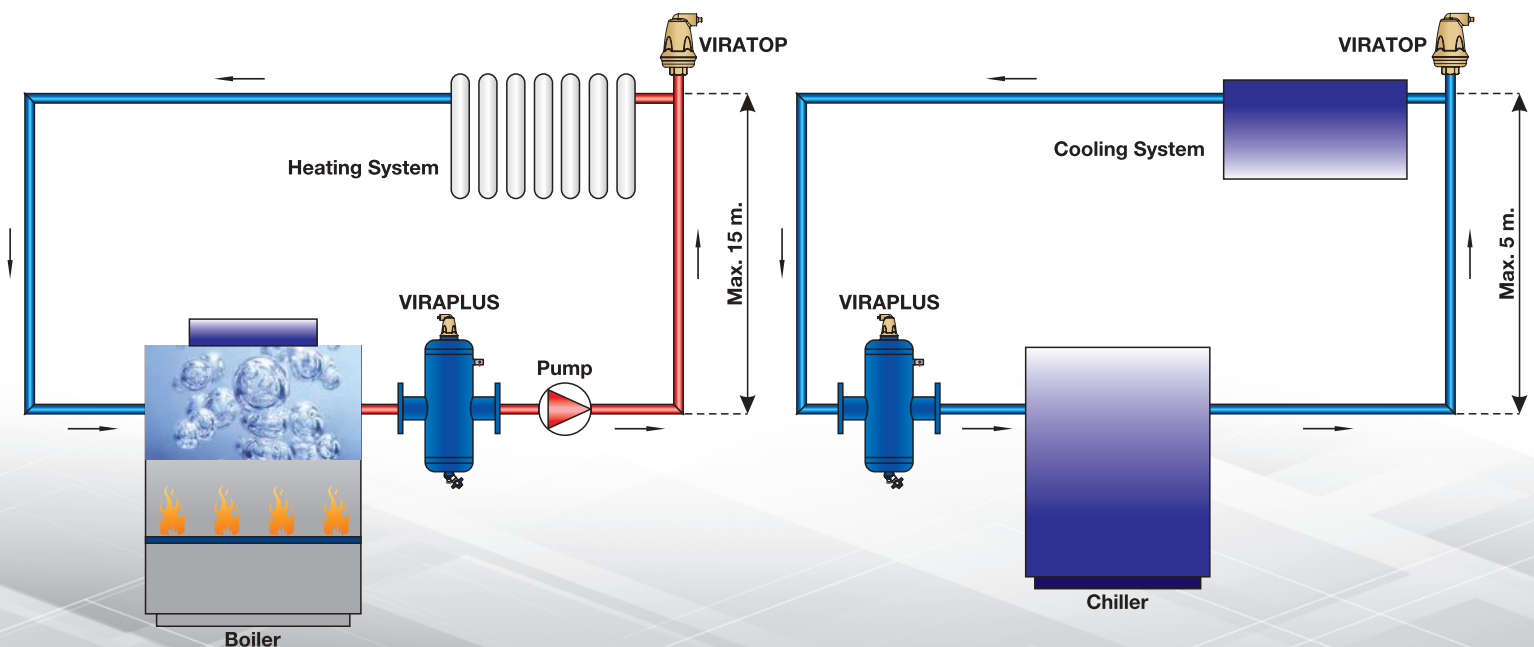 VIRATOP
Heating System
Max. 15 m.
VIRAPLUS
Pump
Boiler
VIRATOP
Cooling System
Max. 5 m.
VIRAPLUS
Chiller